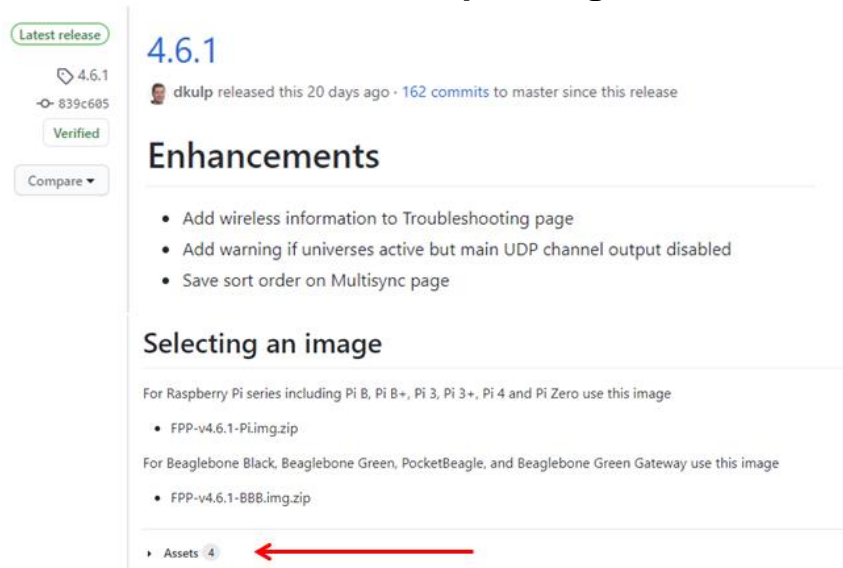 Latest release
4.6.1
839c605
Verified
Compare
4.6.1
dkulp released this 20 days ago · 162 commits to master since this release
Enhancements
• Add wireless information to Troubleshooting page
• Add warning if universes active but main UDP channel output disabled
• Save sort order on Multisync page
Selecting an image
For Raspberry Pi series including Pi B, Pi B+, Pi 3, Pi 3+, Pi 4 and Pi Zero use this image
• FPP-v4.6.1-Pi.img.zip
For Beaglebone Black, Beaglebone Green, PocketBeagle, and Beaglebone Green Gateway use this image
• FPP-v4.6.1-BBB.img.zip
Assets 4